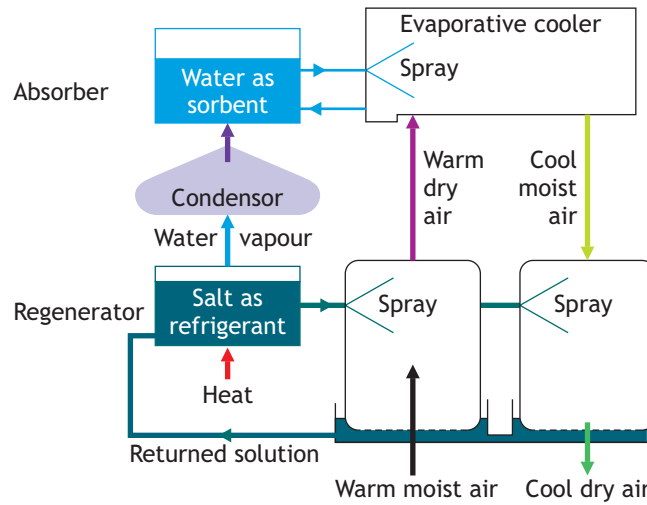 Evaporative cooler
Absorber
Water as
sorbent
Spray
Warm
dry
air
Cool
moist
air
Condensor
Water vapour
Regenerator
Salt as
refrigerant
Spray
Spray
Heat
Returned solution
Warm moist air
Cool dry air